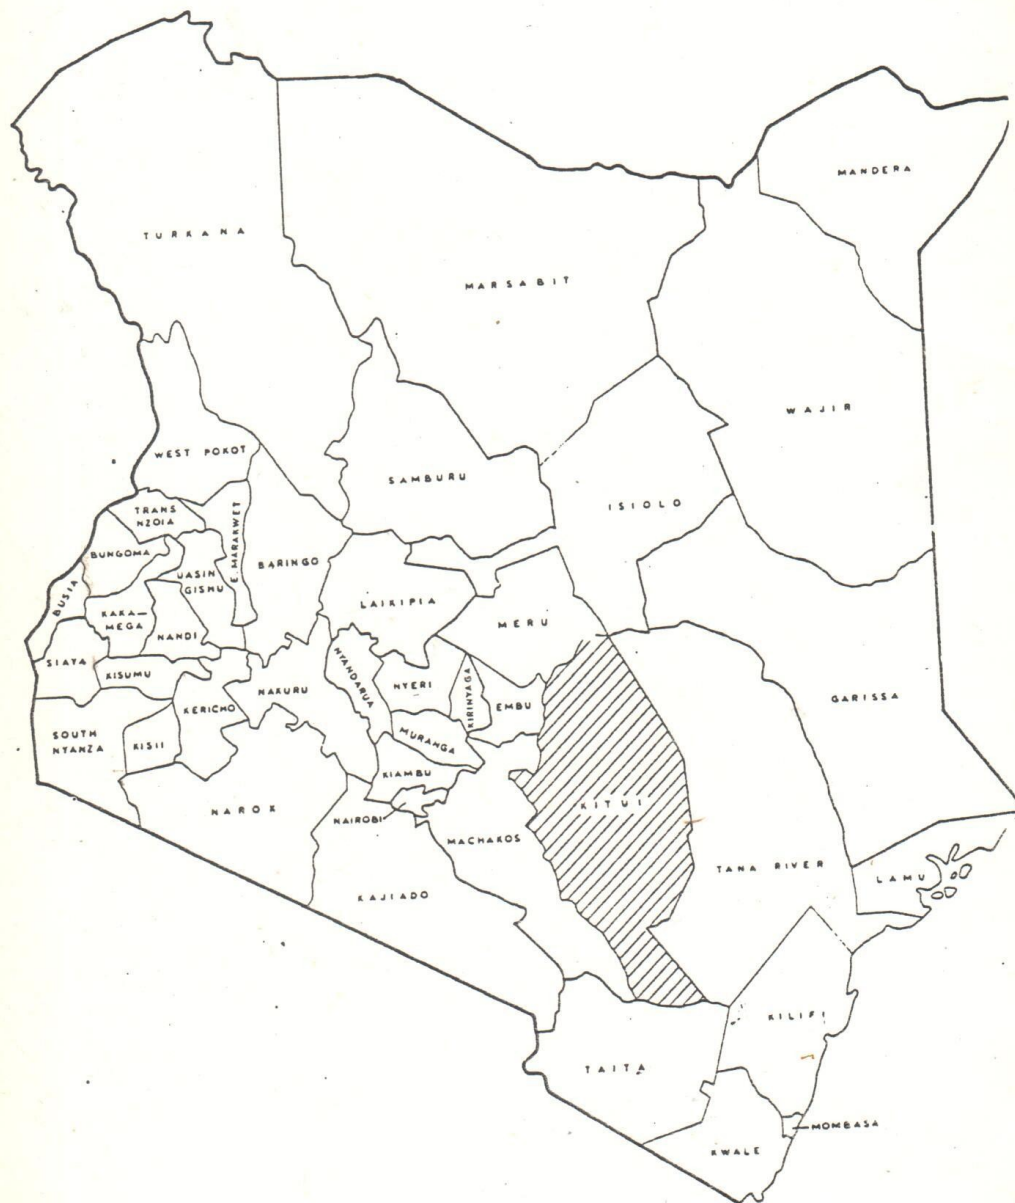 MANDERA
TURKANA
MARSABIT
WAJIR
WEST POKOT
SAMBURU
ISIOLO
TRANS
NZOIA
E. MARAKWET
BUNGOMA
UASIN
GISHU
BARINGO
BUSIA
LAIKIPIA
KAKA—
MEGA
NANDI
MERU
SIAYA
KISUMU
NYANDARUA
NYERI
KIRINYAGA
NAKURU
EMBU
GARISSA
KERICHO
SOUTH
NYANZA
KISII
MURANGA
KIAMBU
KITUI
NAROK
NAIROBI
MACHAKOS
TANA RIVER
LAMU
KAJIADO
KILIFI
TAITA
MOMBASA
KWALE